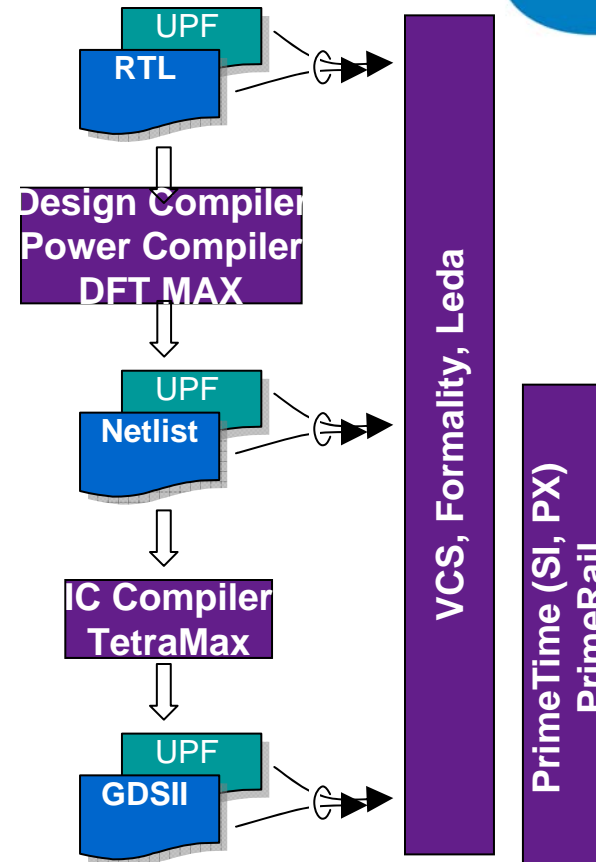 UPF
RTL
Design Compiler
Power Compiler
DFT MAX
UPF
Netlist
IC Compiler
TetraMax
UPF
GDSII
VCS, Formality, Leda
PrimeTime (SI, PX)
PrimeRail